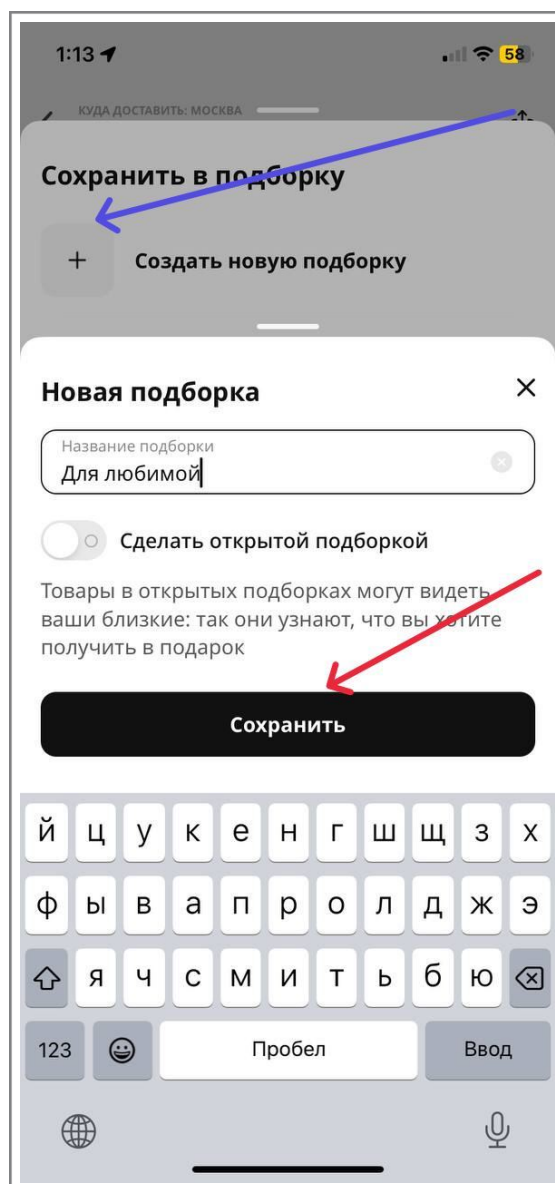 1:13
58
КУДА ДОСТАВИТЬ: МОСКВА
Сохранить в подборку
+ Создать новую подборку
Новая подборка
Название подборки
Для любимой
Сделать открытой подборкой
Товары в открытых подборках могут видеть
ваши близкие: так они узнают, что вы хотите
получить в подарок
Сохранить
й ц у к е н г ш щ з х
ф ы в а п р о л д ж э
я ч с м и т ь б ю
123 Пробел Ввод